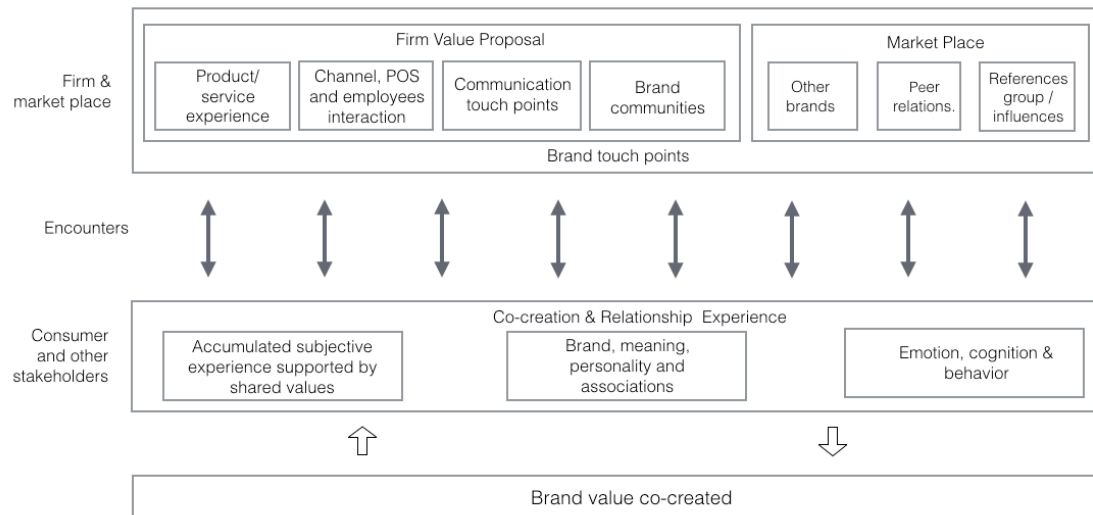 Firm Value Proposal
Market Place
Firm &
market place
Product/
service
experience
Channel, POS
and employees
interaction
Communication
touch points
Brand
communities
Other
brands
Peer
relations.
References
group /
influences
Brand touch points
Encounters
Consumer
and other
stakeholders
Co-creation & Relationship Experience
Accumulated subjective
experience supported by
shared values
Brand, meaning,
personality and
associations
Emotion, cognition &
behavior
Brand value co-created